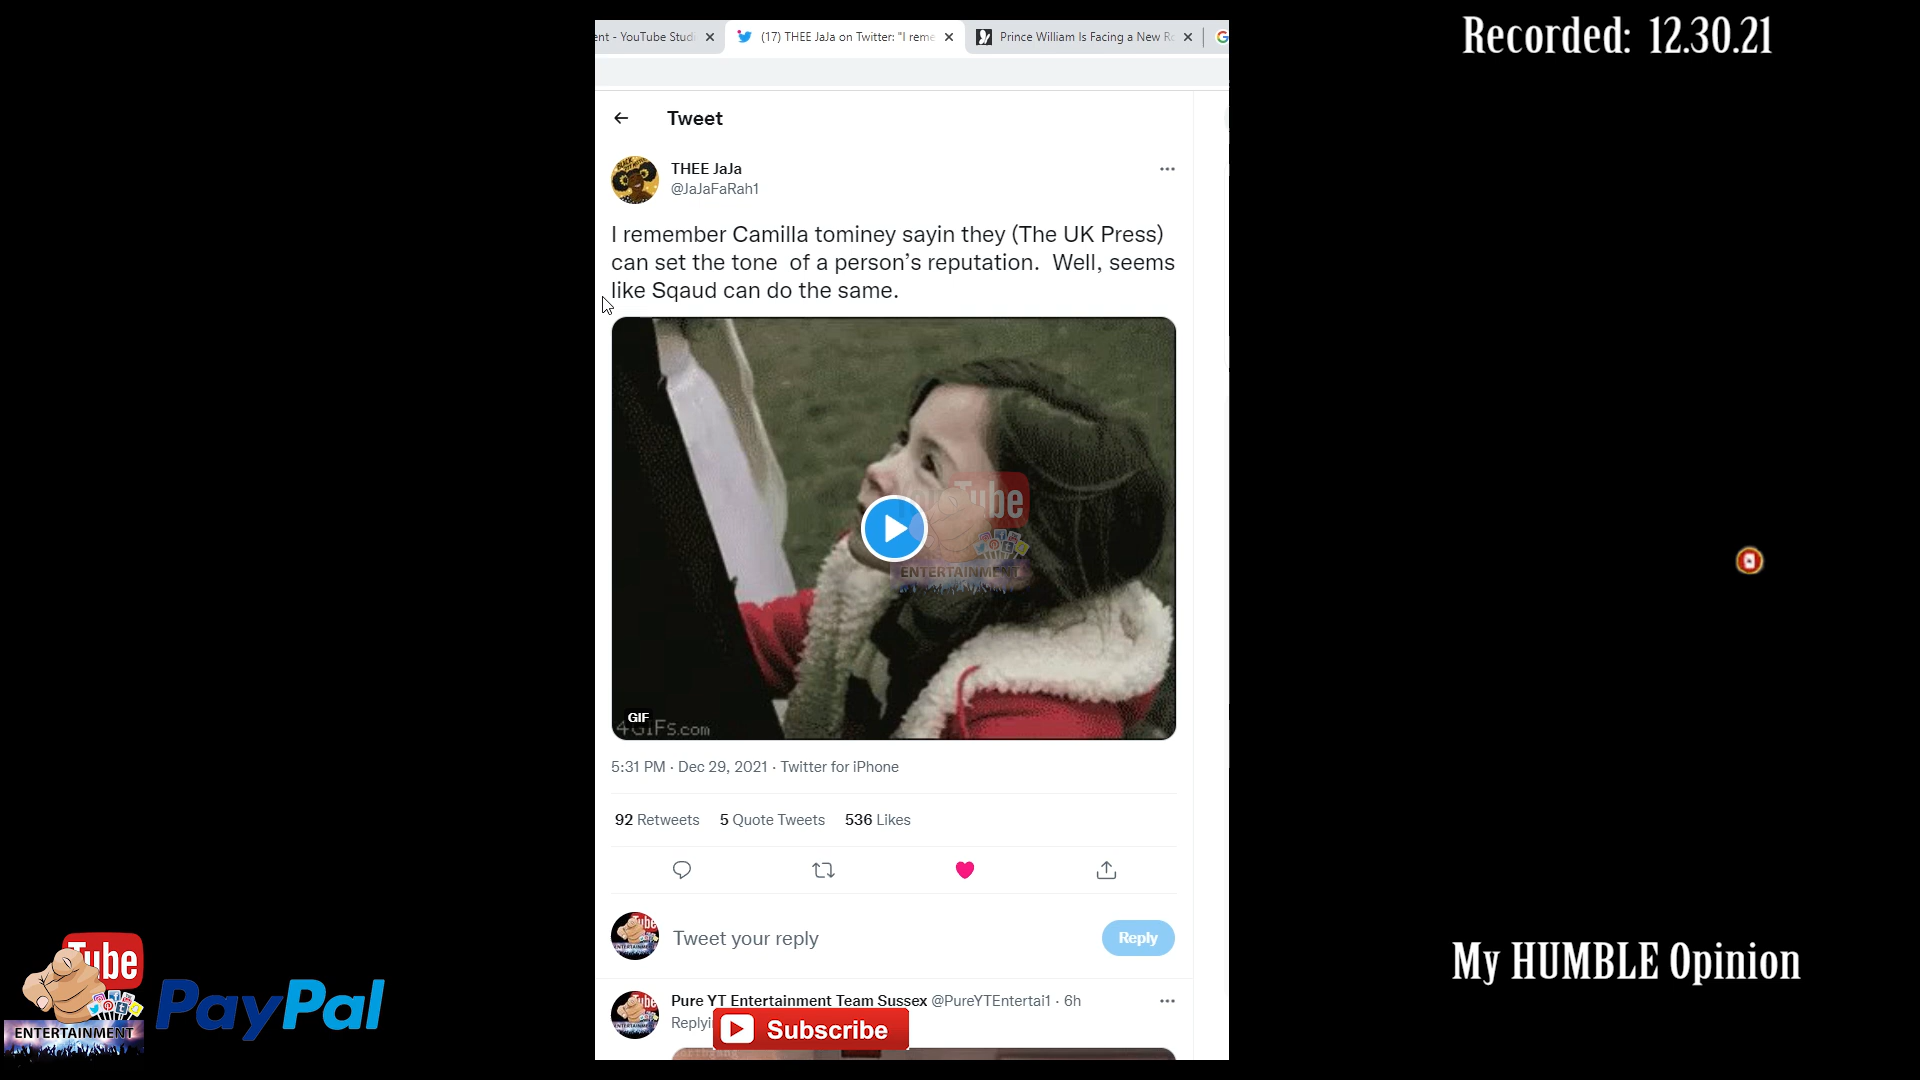 Recorded: 12.30.21
ent - YouTube Studi
(17) THEE JaJa on Twitter: "I reme
Prince William Is Facing a New Ro
Tweet
THEE JaJa
@JaJaFaRah1
I remember Camilla tominey sayin they (The UK Press)
can set the tone of a person's reputation. Well, seems
like Sqaud can do the same.
YouTube
ENTERTAINMENT
GIF
4GIFs.com
5:31 PM · Dec 29, 2021 · Twitter for iPhone
92 Retweets 5 Quote Tweets 536 Likes
Tweet your reply
Reply
My HUMBLE Opinion
Tube
ENTERTAINMENT
PayPal
Pure YT Entertainment Team Sussex @PureYTEntertai1 · 6h
Replyi
Subscribe